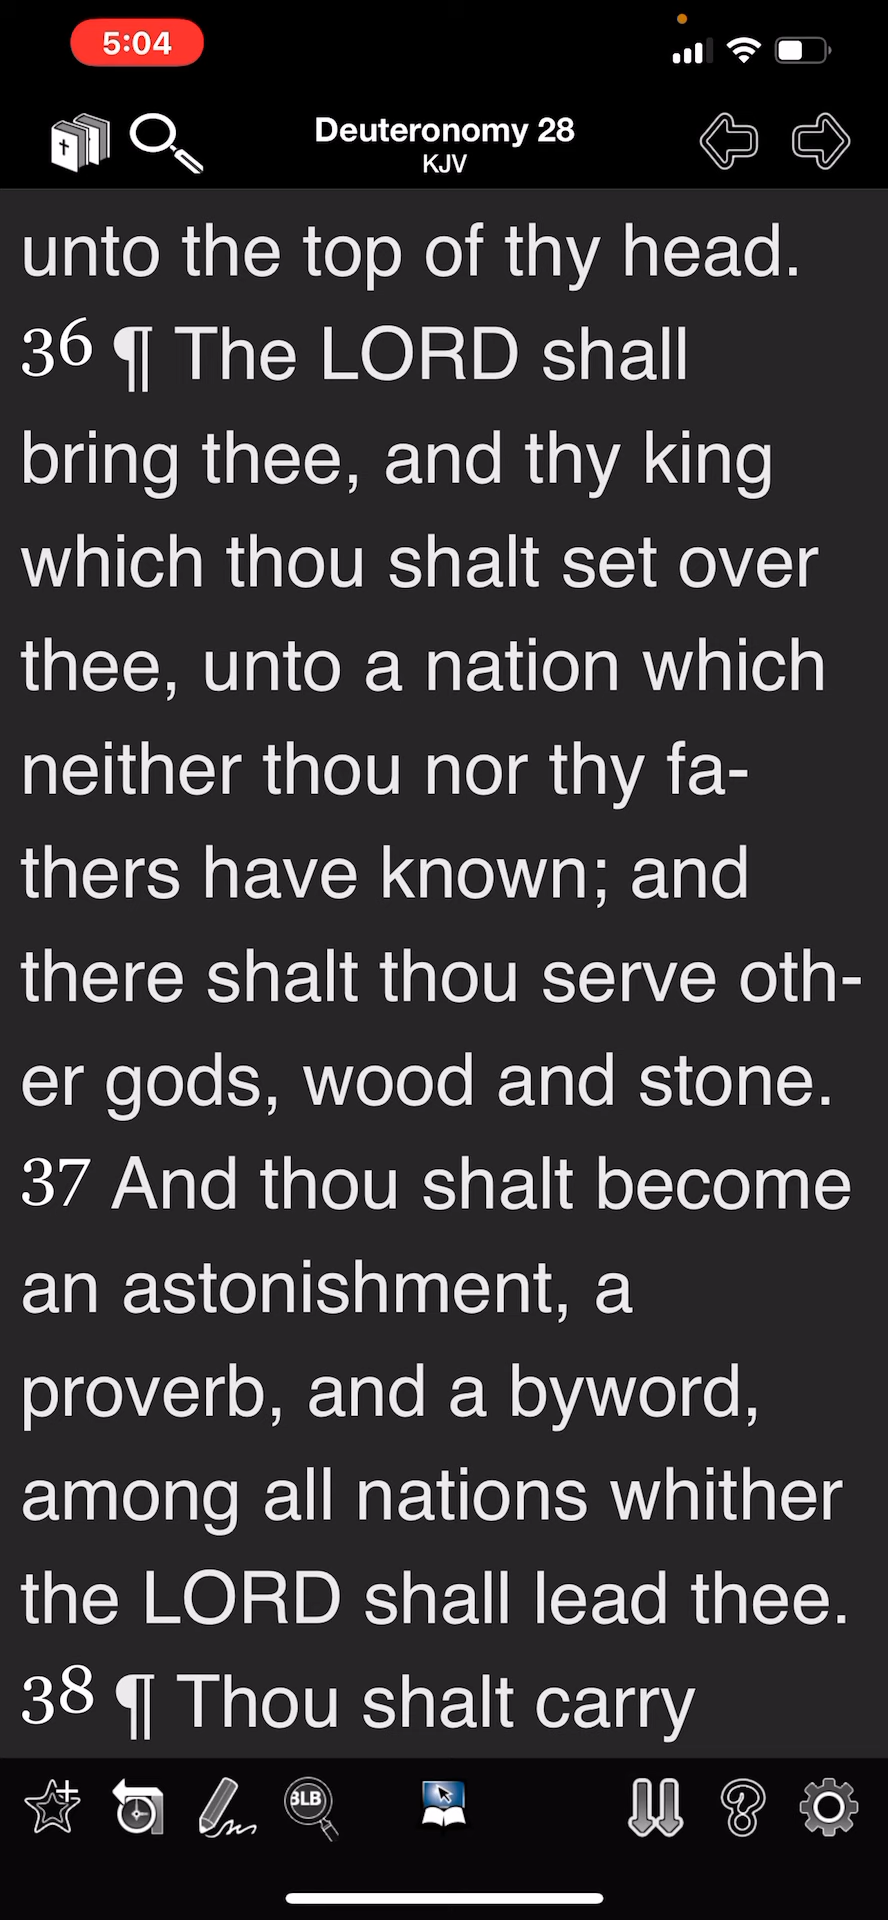 5:04
Deuteronomy 28
KJV
unto the top of thy head.
36 ¶ The LORD shall
bring thee, and thy king
which thou shalt set over
thee, unto a nation which
neither thou nor thy fa-
thers have known; and
there shalt thou serve oth-
er gods, wood and stone.
37 And thou shalt become
an astonishment, a
proverb, and a byword,
among all nations whither
the LORD shall lead thee.
38 ¶ Thou shalt carry
BLB